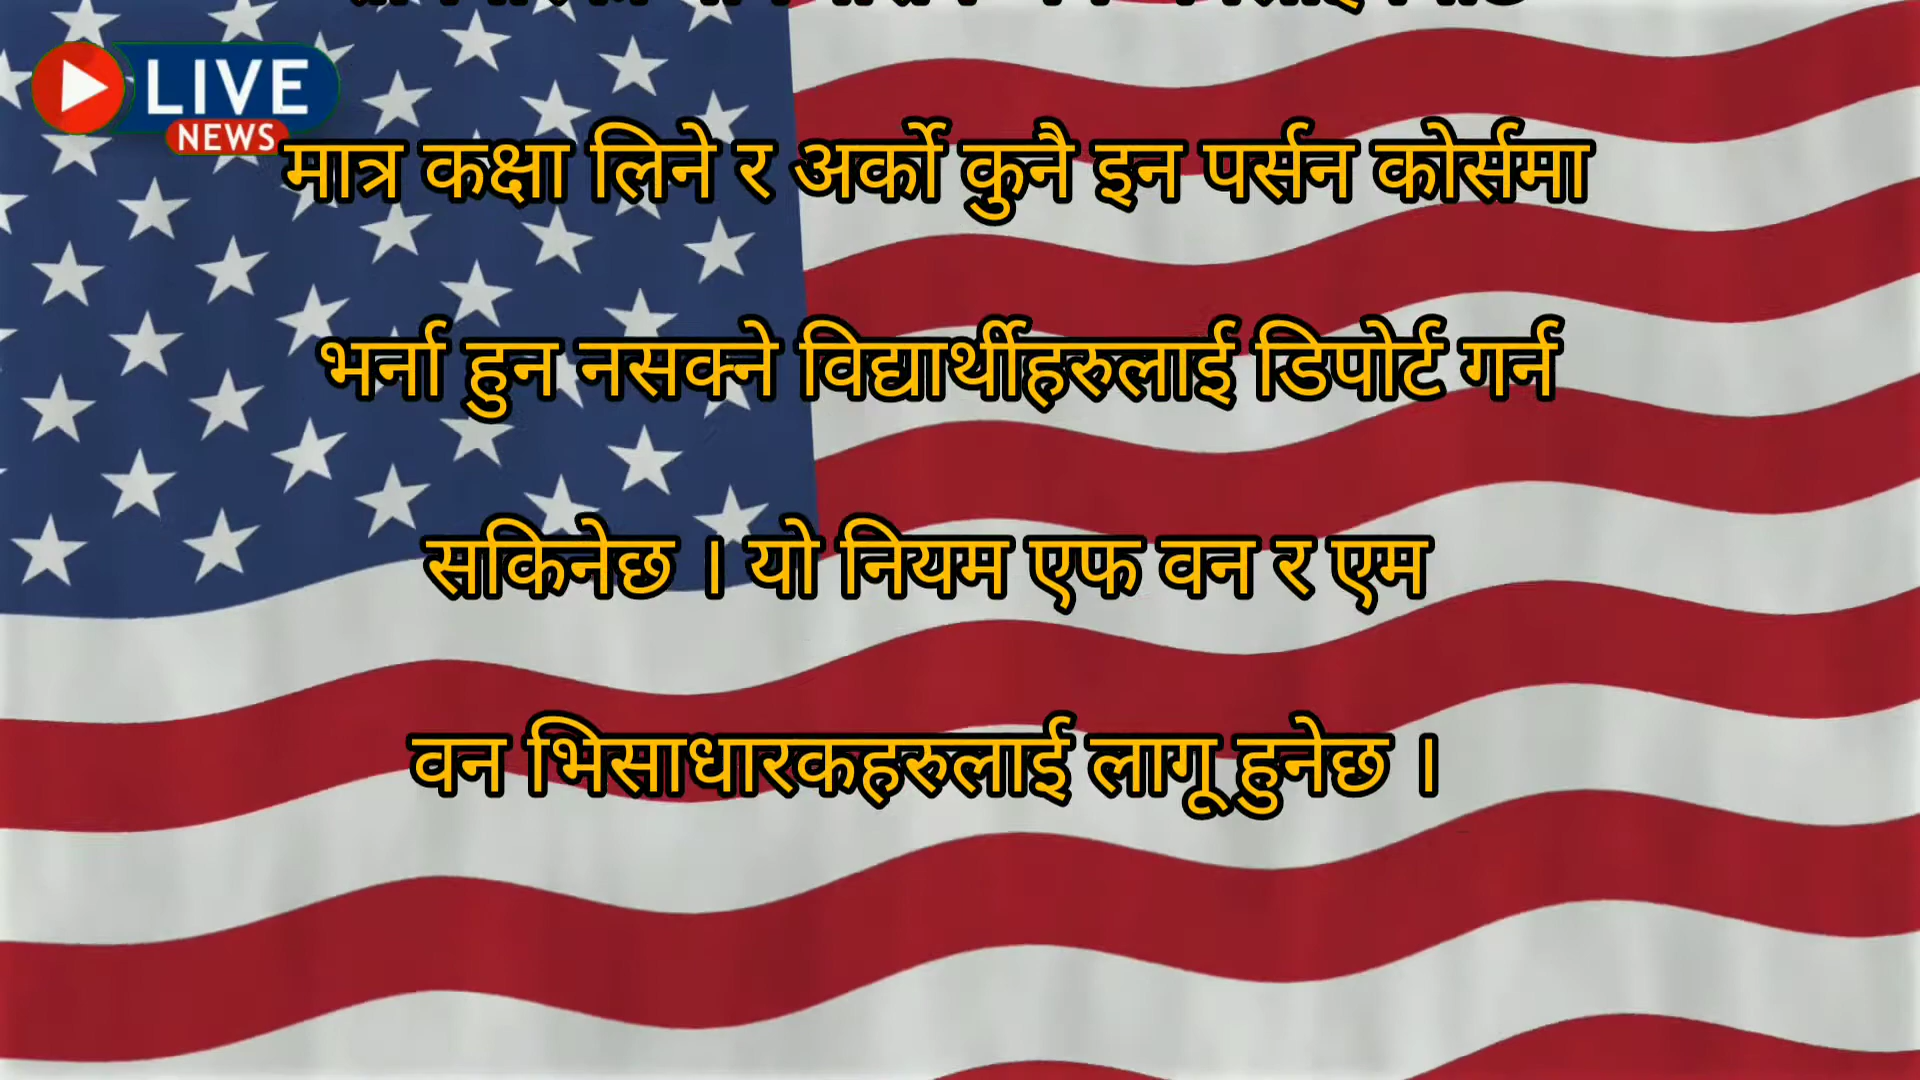 LIVE
NEWS
मात्र कक्षा लिने र अर्को कुनै इन पर्सन कोर्समा
भर्ना हुन नसक्ने विद्यार्थीहरुलाई डिपोर्ट गर्न
सकिनेछ । यो नियम एफ वन र एम
वन भिसाधारकहरुलाई लागू हुनेछ ।